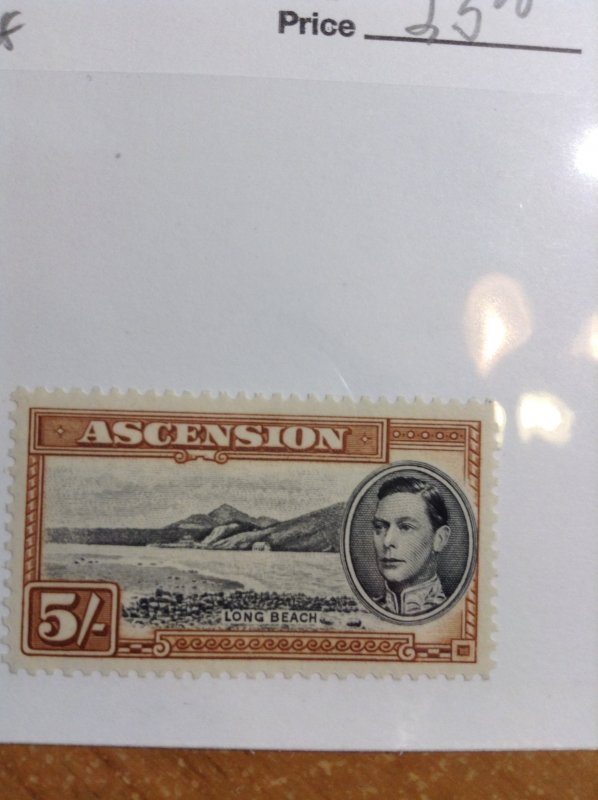 Price
ASCENSION
5/-
LONG BEACH